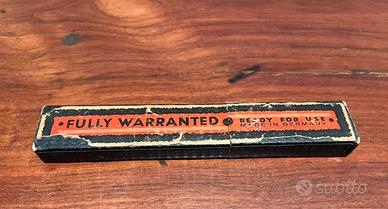 FULLY WARRANTED
READY FOR USE
MADE IN GERMANY
subito